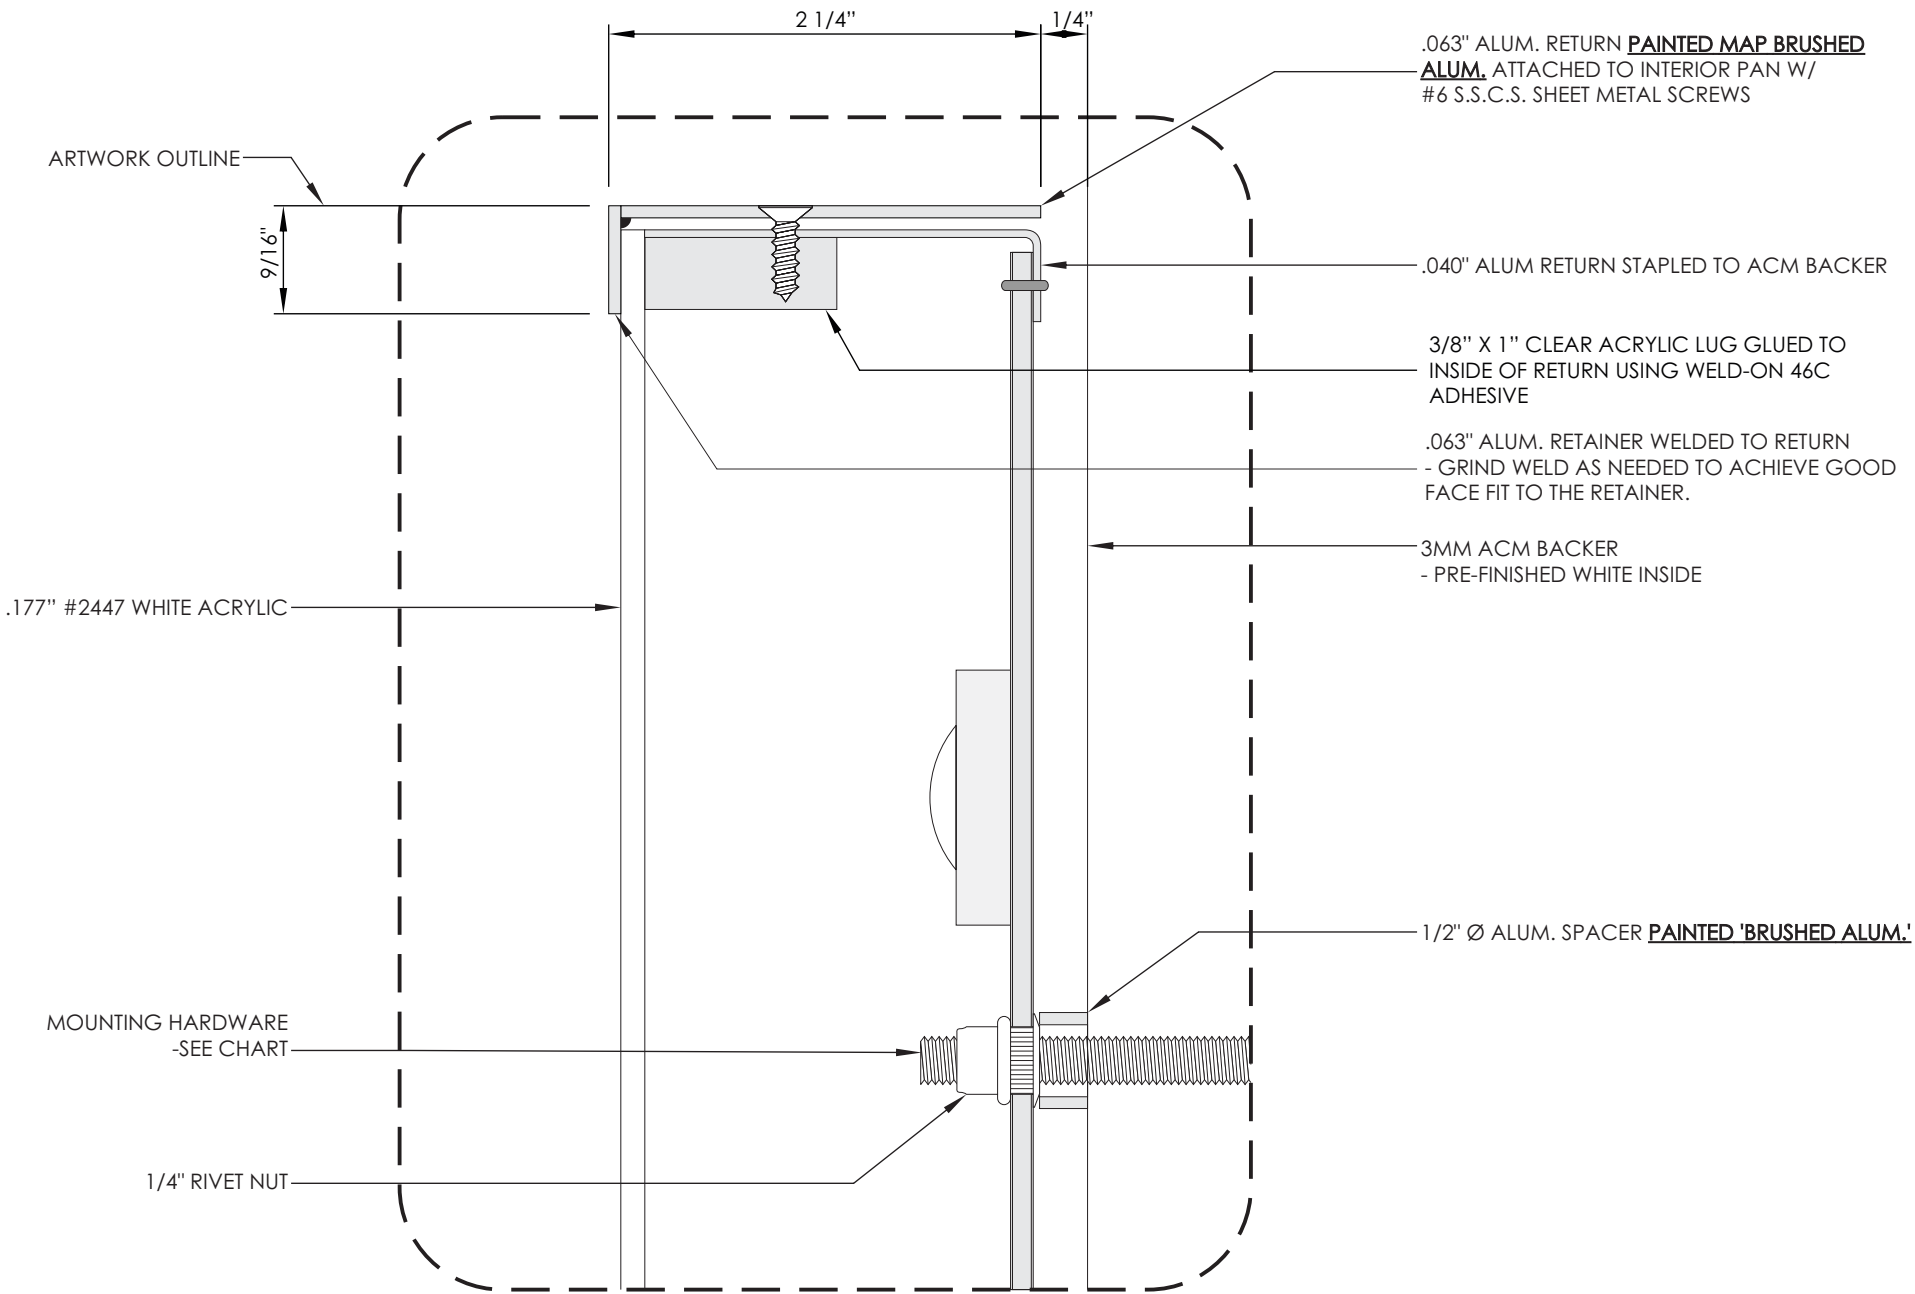 2 1/4”
1/4”
.063" ALUM. RETURN PAINTED MAP BRUSHED
ALUM. ATTACHED TO INTERIOR PAN W/
#6 S.S.C.S. SHEET METAL SCREWS
ARTWORK OUTLINE
9/16"
.040" ALUM RETURN STAPLED TO ACM BACKER
3/8” X 1” CLEAR ACRYLIC LUG GLUED TO
INSIDE OF RETURN USING WELD-ON 46C
ADHESIVE
.063" ALUM. RETAINER WELDED TO RETURN
- GRIND WELD AS NEEDED TO ACHIEVE GOOD
FACE FIT TO THE RETAINER.
3MM ACM BACKER
- PRE-FINISHED WHITE INSIDE
.177” #2447 WHITE ACRYLIC
1/2" Ø ALUM. SPACER PAINTED 'BRUSHED ALUM.'
MOUNTING HARDWARE
-SEE CHART
1/4" RIVET NUT